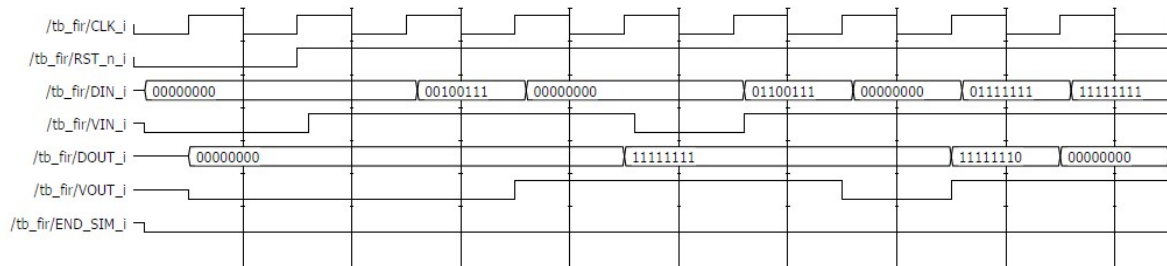 /tb_fir/CLK_i
/tb_fir/RST_n_i
/tb_fir/DIN_i 00000000 00100111 00000000 01100111 00000000 01111111 11111111
/tb_fir/VIN_i
/tb_fir/DOUT_i 00000000 11111111 11111110 00000000
/tb_fir/VOUT_i
/tb_fir/END_SIM_i